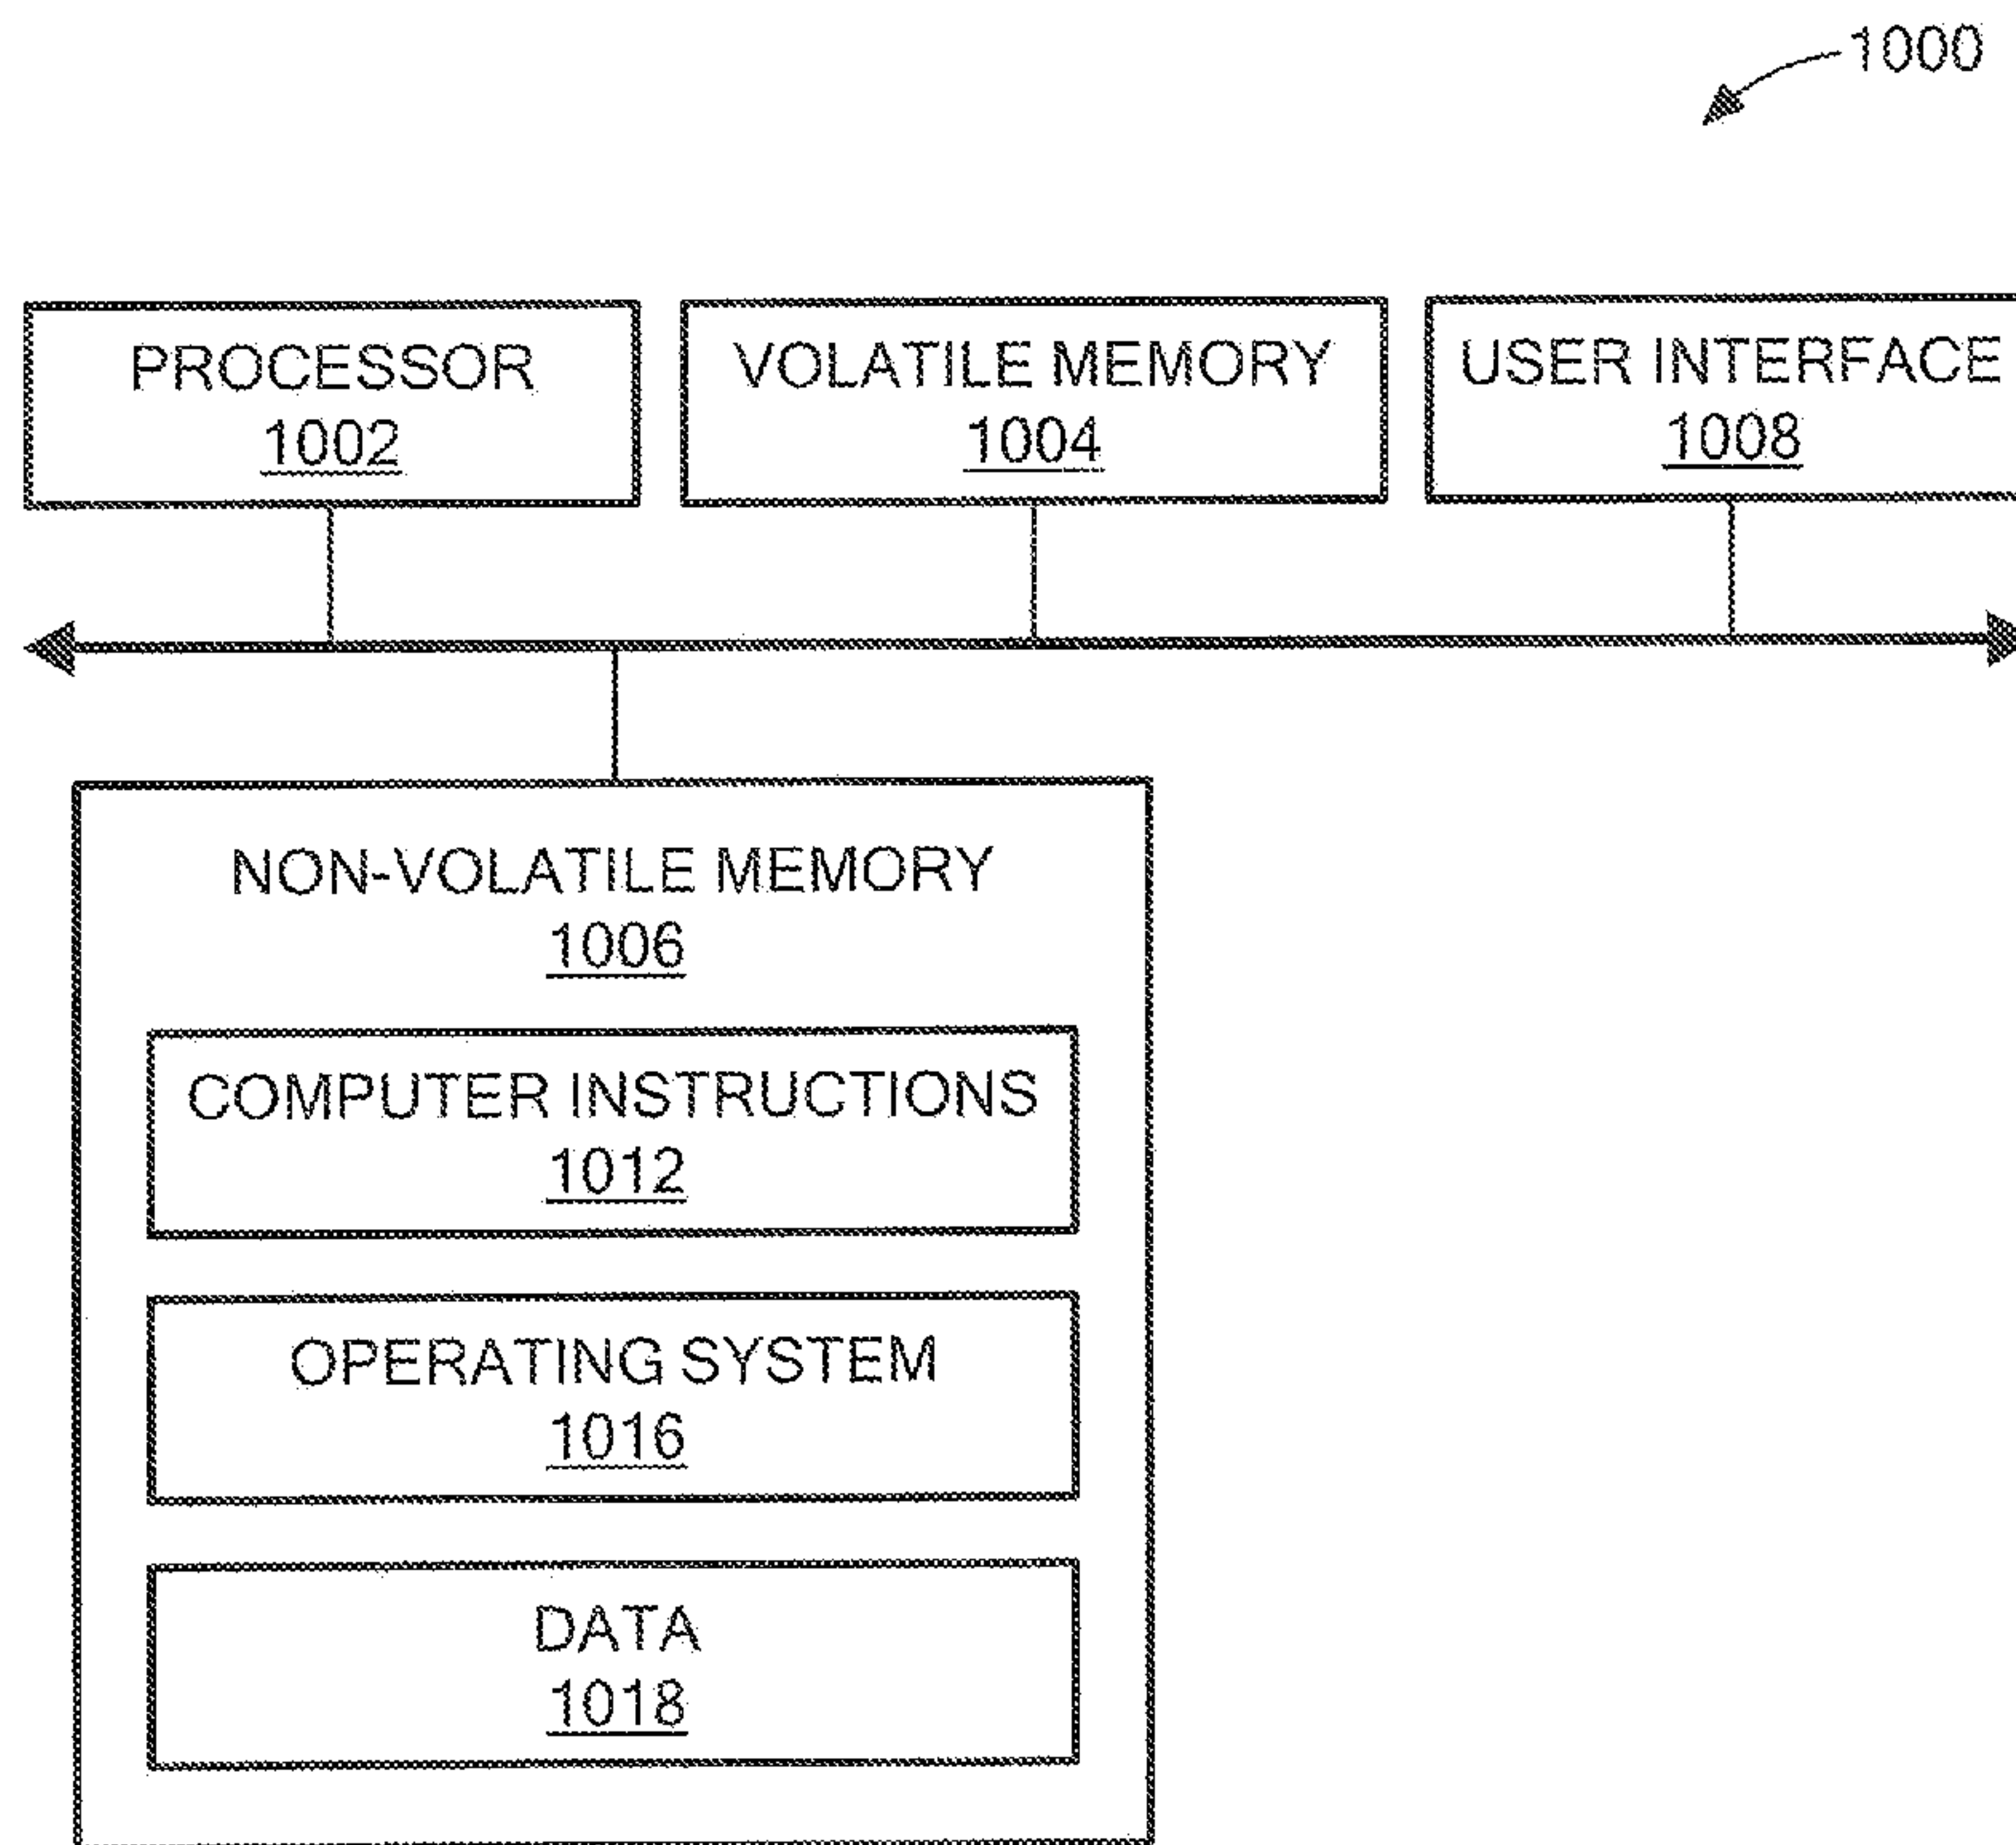 1000
PROCESSOR
1002
VOLATILE MEMORY
1004
USER INTERFACE
1008
NON-VOLATILE MEMORY
1006
COMPUTER INSTRUCTIONS
1012
OPERATING SYSTEM
1016
DATA
1018